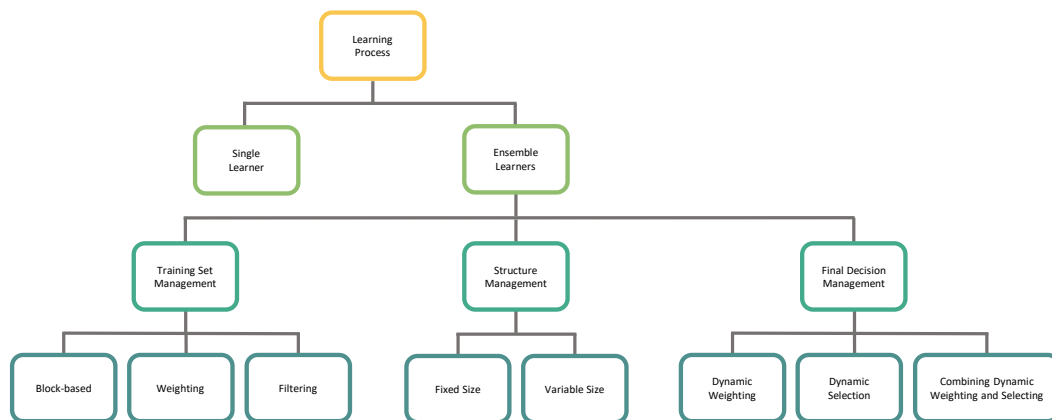 Learning
Process
Single
Learner
Ensemble
Learners
Training Set
Management
Structure
Management
Final Decision
Management
Block-based
Weighting
Filtering
Fixed Size
Variable Size
Dynamic
Weighting
Dynamic
Selection
Combining Dynamic
Weighting and Selecting